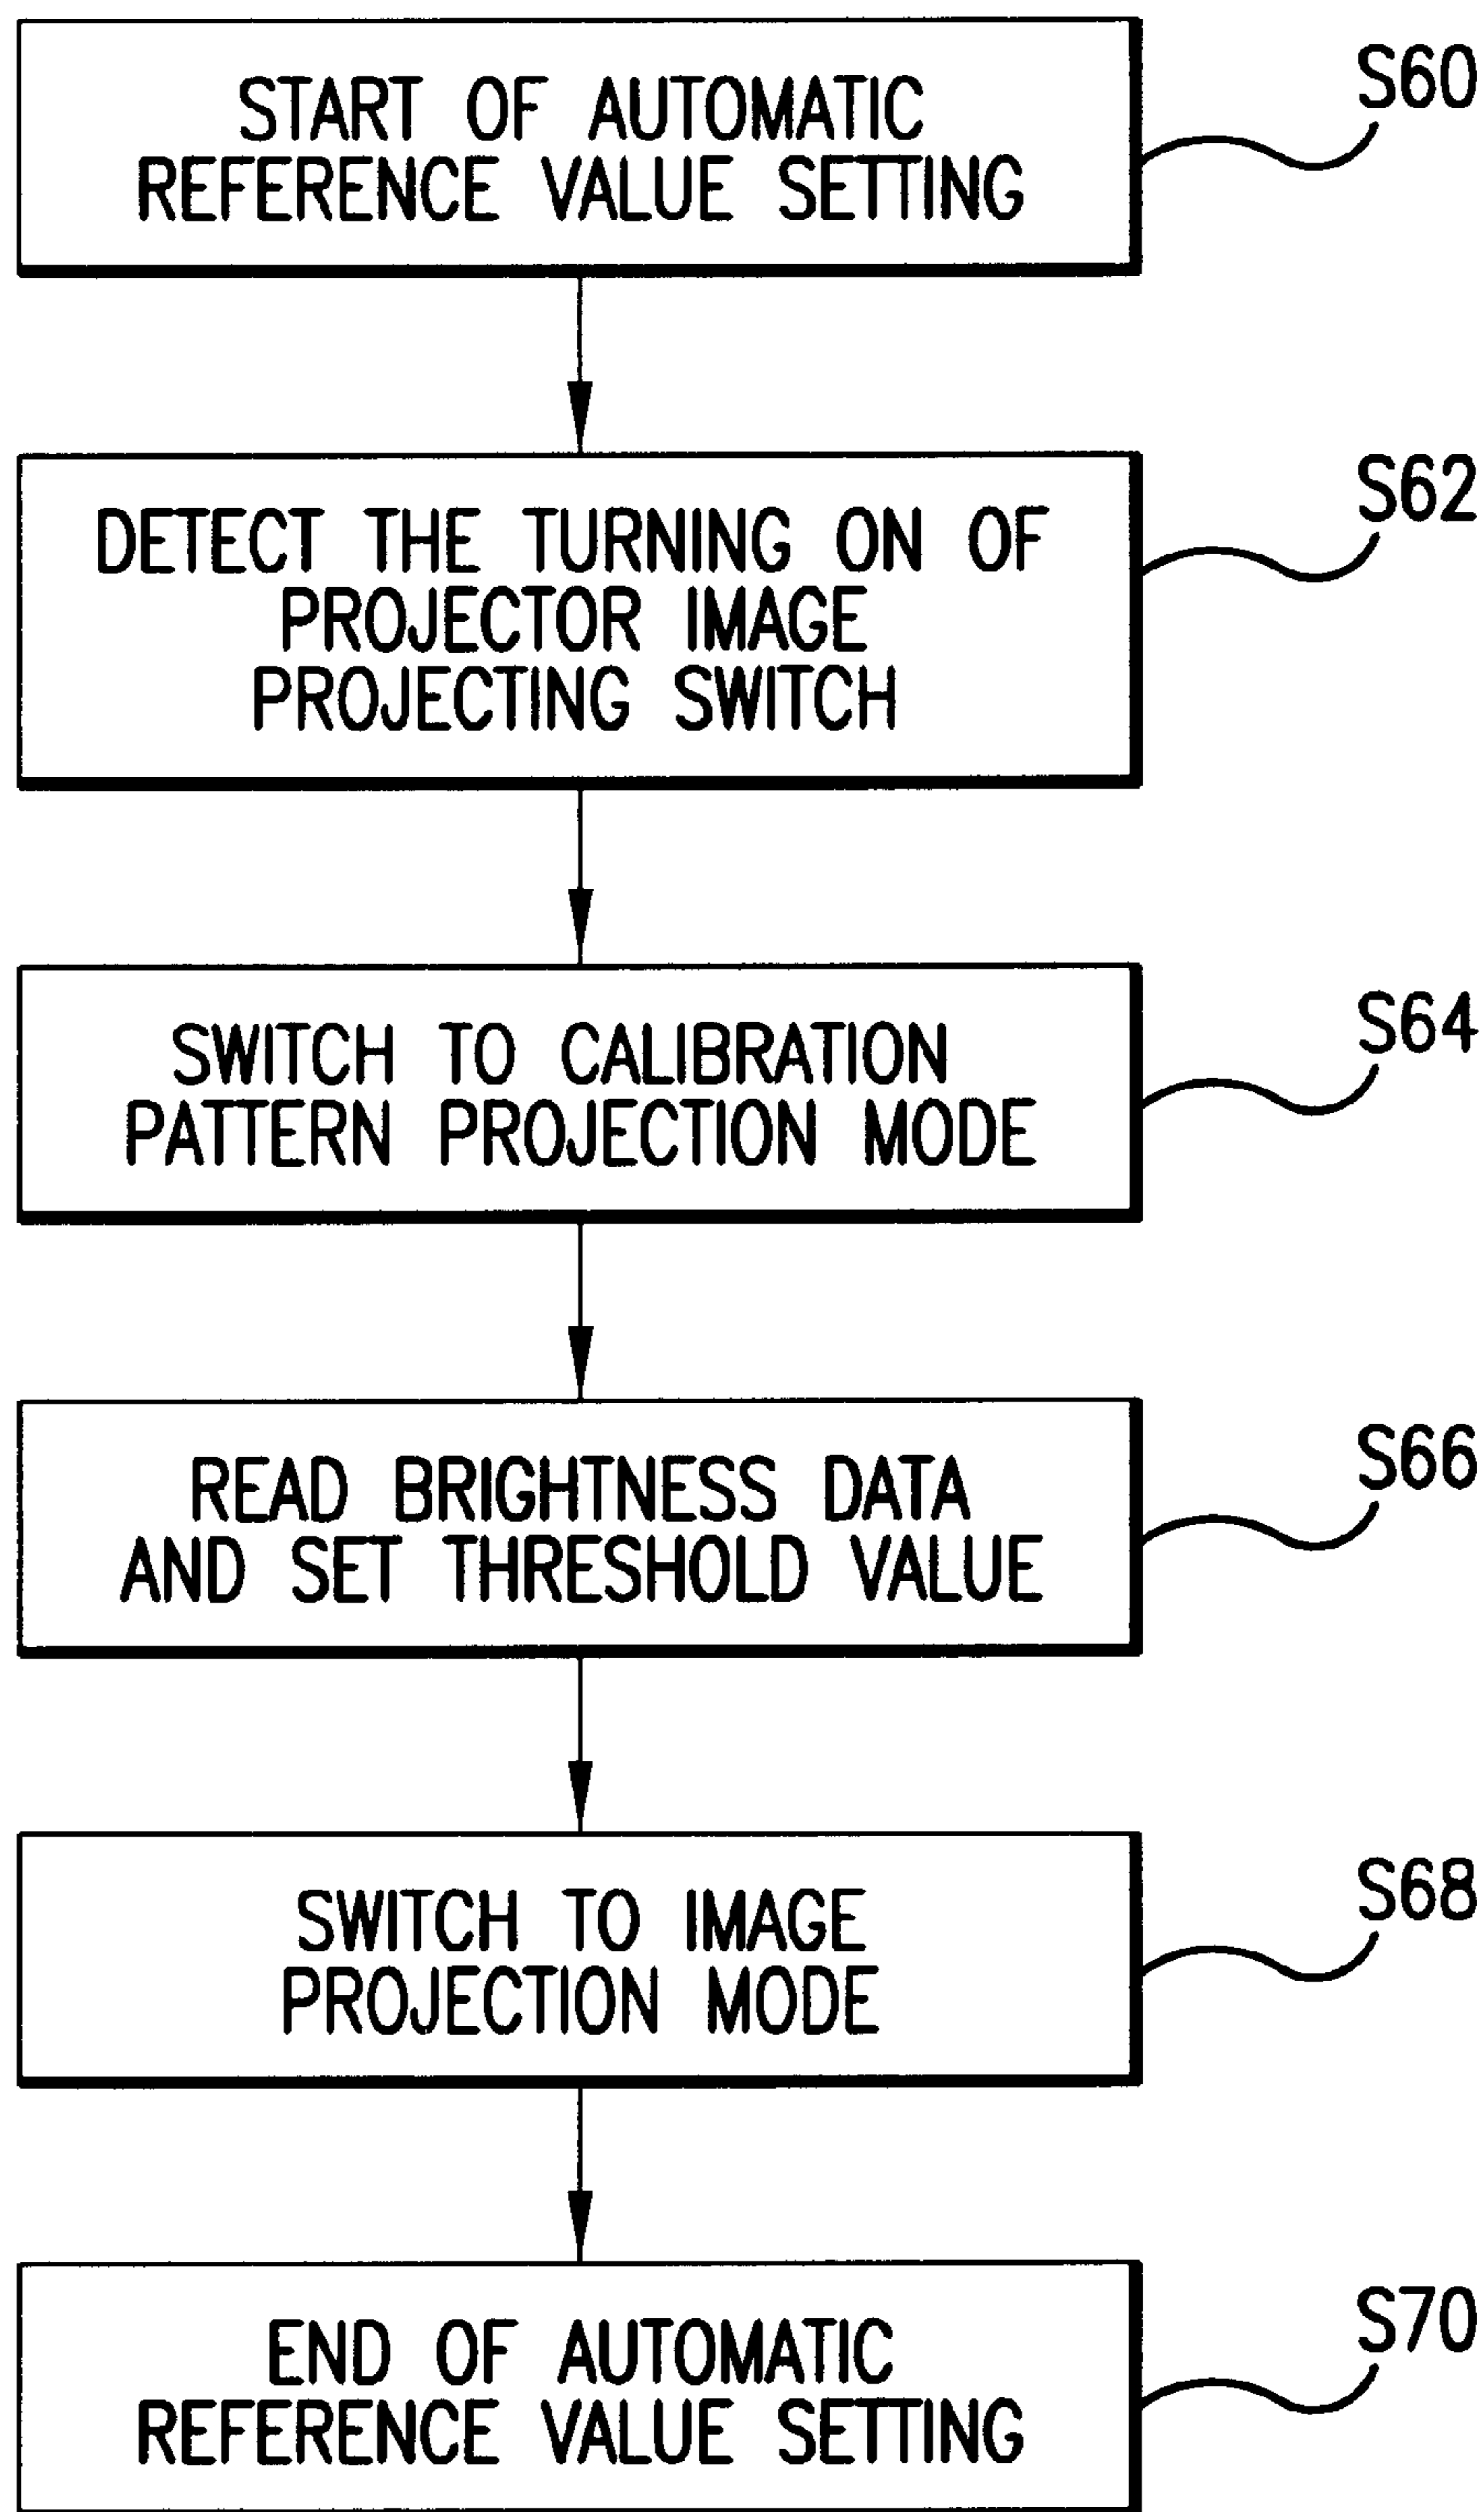 START OF AUTOMATIC
REFERENCE VALUE SETTING
S60
DETECT THE TURNING ON OF
PROJECTOR IMAGE
PROJECTING SWITCH
S62
SWITCH TO CALIBRATION
PATTERN PROJECTION MODE
S64
READ BRIGHTNESS DATA
AND SET THRESHOLD VALUE
S66
SWITCH TO IMAGE
PROJECTION MODE
S68
END OF AUTOMATIC
REFERENCE VALUE SETTING
S70